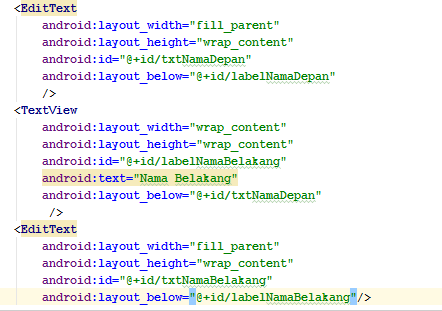 <EditText
    android:layout_width="fill_parent"
    android:layout_height="wrap_content"
    android:id="@+id/txtNamaDepan"
    android:layout_below="@+id/labelNamaDepan"
    />
<TextView
    android:layout_width="wrap_content"
    android:layout_height="wrap_content"
    android:id="@+id/labelNamaBelakang"
    android:text="Nama Belakang"
    android:layout_below="@+id/txtNamaDepan"
     />
<EditText
    android:layout_width="fill_parent"
    android:layout_height="wrap_content"
    android:id="@+id/txtNamaBelakang"
    android:layout_below="@+id/labelNamaBelakang"/>